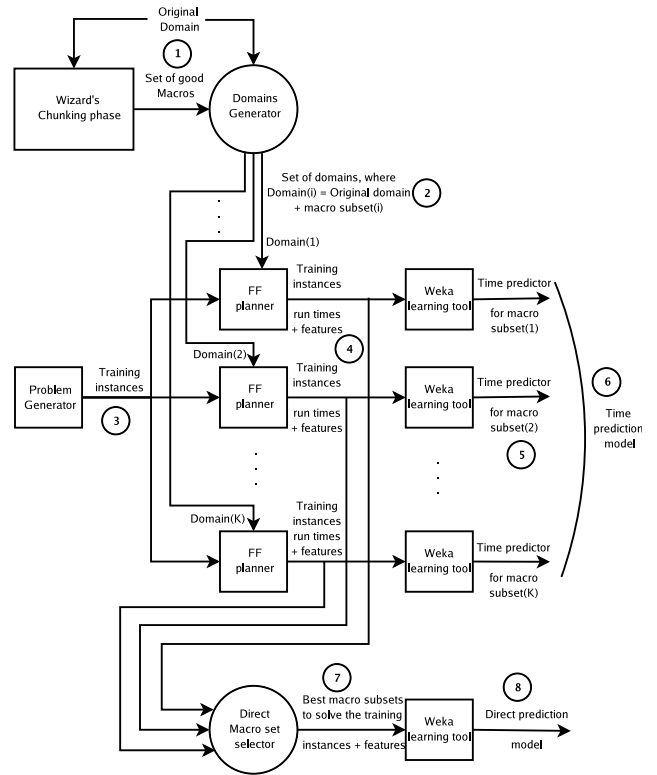 Original
Domain
1
Set of good
Macros
Wizard's
Chunking phase
Domains
Generator
Set of domains, where
Domain(i) = Original domain
+ macro subset(i)
2
Domain(1)
Training
instances
FF
planner
run times
+ features
Weka
learning tool
Time predictor
for macro
subset(1)
4
Domain(2)
Problem
Generator
Training
instances
3
FF
planner
Training
instances
run times
+ features
Weka
learning tool
Time predictor
for macro
subset(2)
5
6
Time
prediction
model
Domain(K)
FF
planner
Training
instances
run times
+ features
Weka
learning tool
Time predictor
for macro
subset(K)
Direct
Macro set
selector
7
Best macro subsets
to solve the training
instances + features
Weka
learning tool
8
Direct prediction
model